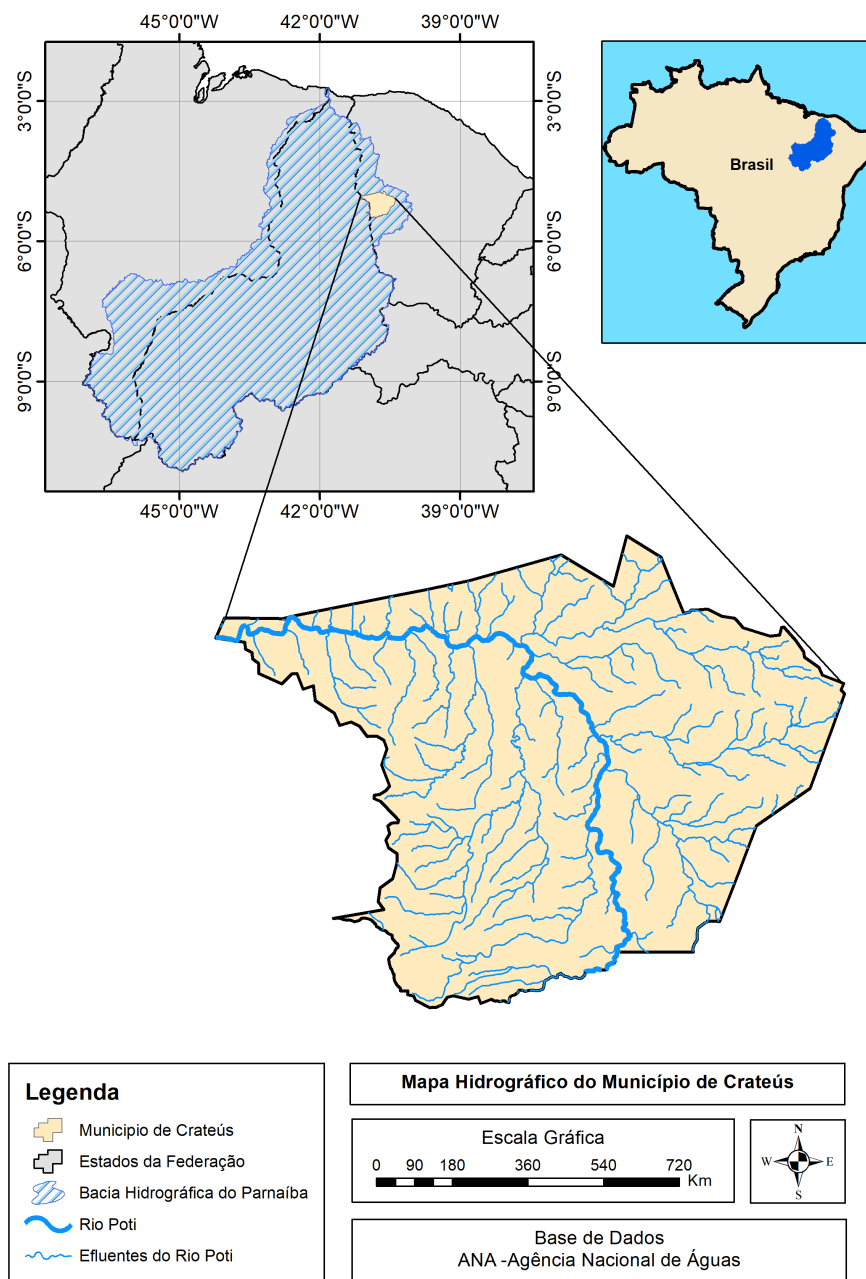 45°0'0"W 42°0'0"W 39°0'0"W
3°0'0"S 3°0'0"S
6°0'0"S 6°0'0"S
9°0'0"S 9°0'0"S
45°0'0"W 42°0'0"W 39°0'0"W
Brasil
Legenda
Municipio de Crateús
Estados da Federação
Bacia Hidrográfica do Parnaíba
Rio Poti
Efluentes do Rio Poti
Mapa Hidrográfico do Município de Crateús
Escala Gráfica
0 90 180 360 540 720
Km
N
W E
S
Base de Dados
ANA -Agência Nacional de Águas